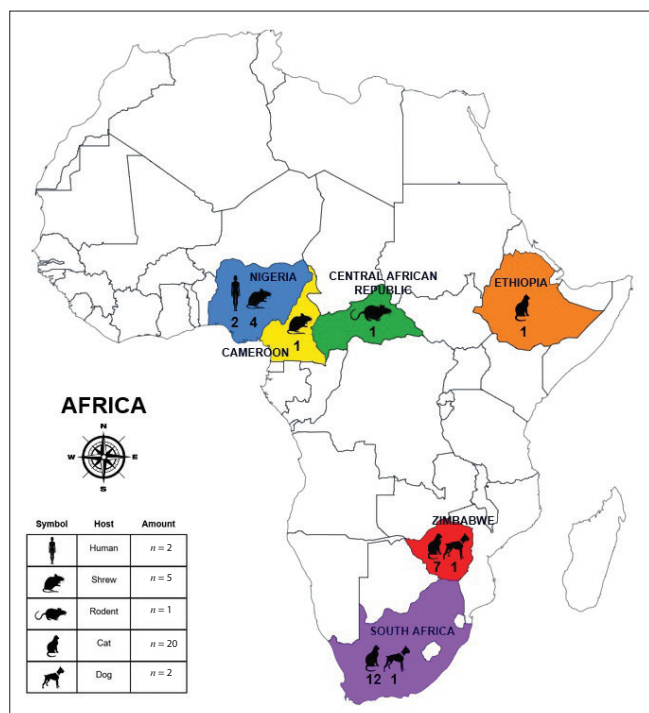 NIGERIA
2 4
CENTRAL AFRICAN
REPUBLIC
1
ETHIOPIA
1
1
CAMEROON
AFRICA
N
W E
S
ZIMBABWE
7 1
SOUTH AFRICA
12 1
Symbol Host Amount
Human n = 2
Shrew n = 5
Rodent n = 1
Cat n = 20
Dog n = 2